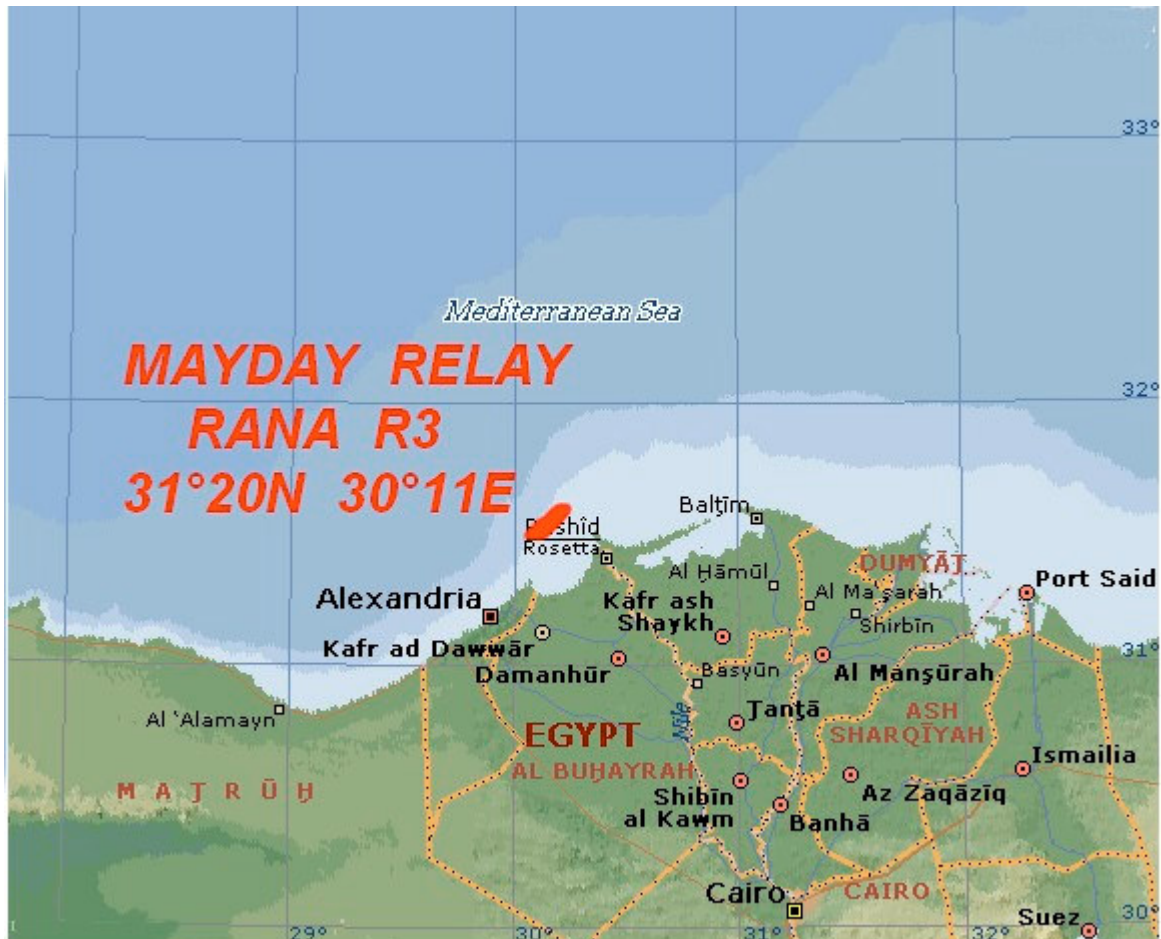 33°
Mediterranean Sea
MAYDAY RELAY
32°
RANA R3
31°20N 30°11E
Balţīm
Rosetta
DUMYĀŢ
Al Ḩāmūl
Port Said
Alexandria
Kafr ash
Shaykh
Al Ma'şarah
Shirbīn
Kafr ad Dawwār
31°
Damanhūr
Basyūn
Al Manşūrah
Al 'Alamayn
Nile
Ţanţā
ASH
SHARQĪYAH
EGYPT
Ismailia
AL BUḨAYRAH
MAŢRŪḨ
Shibīn
al Kawm
Az Zaqāzīq
Banhā
Cairo
CAIRO
Suez
30°
29°
30°
31°
32°